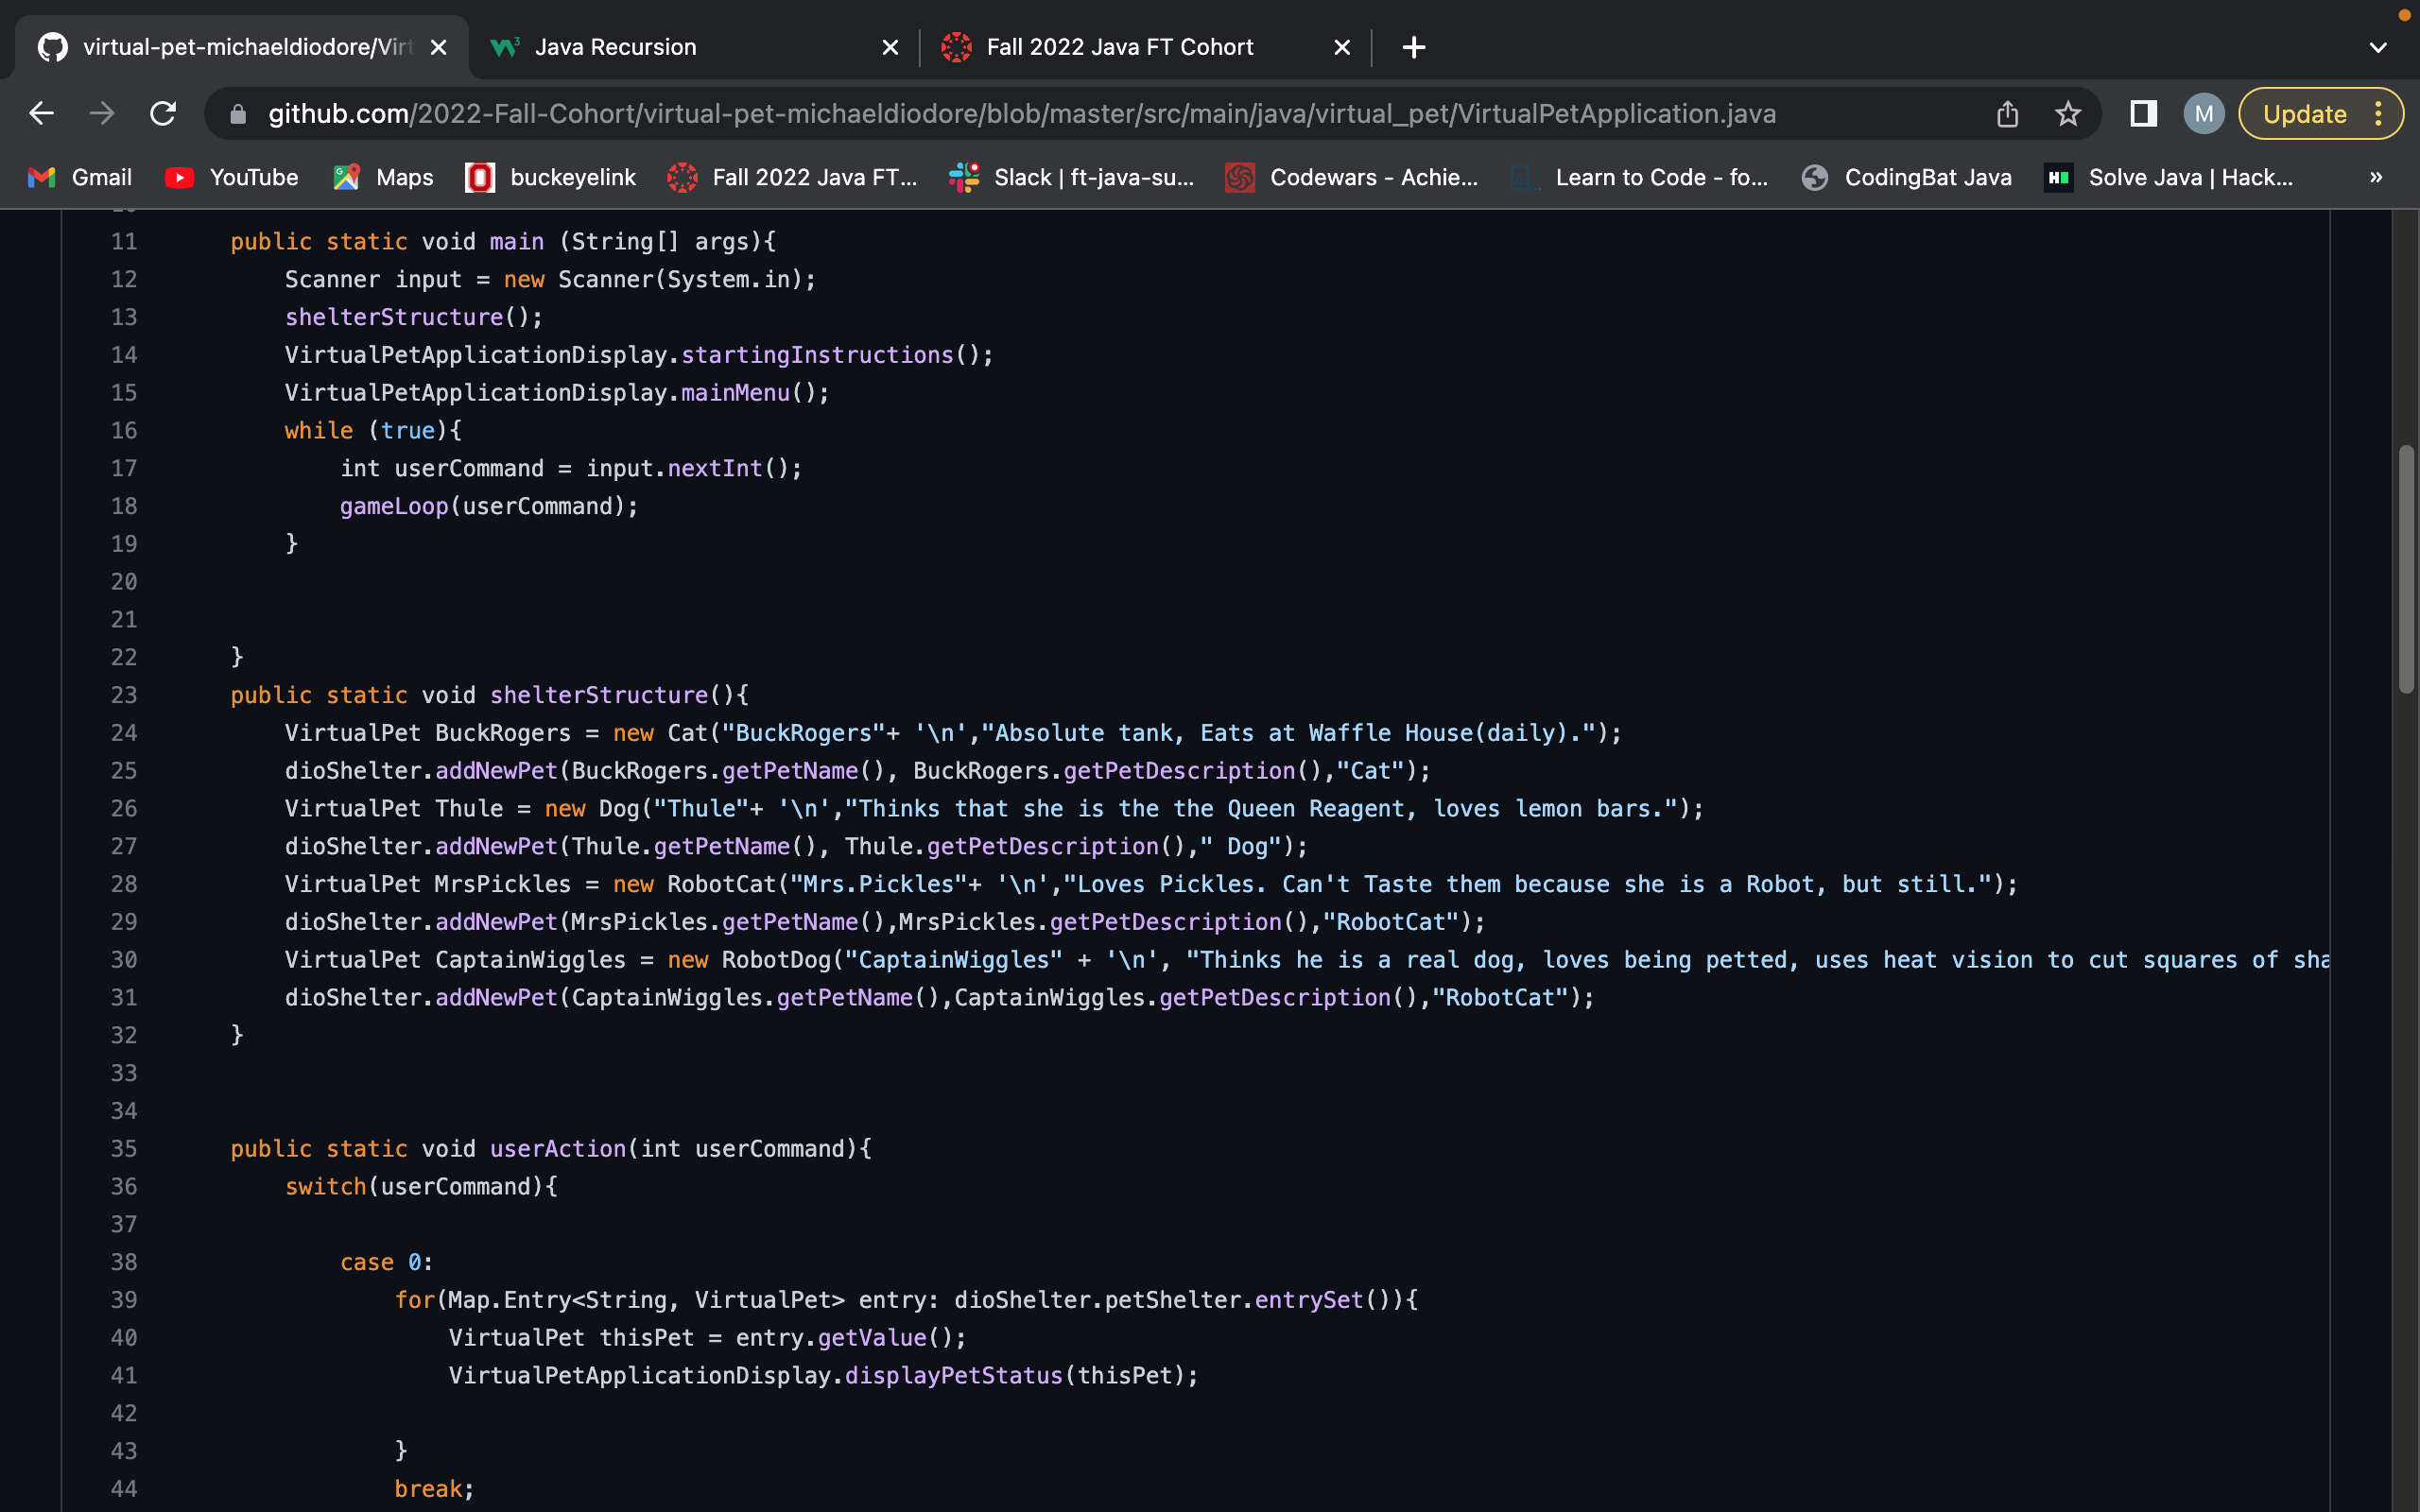 virtual-pet-michaeldiodore/Virt
Java Recursion
Fall 2022 Java FT Cohort
github.com/2022-Fall-Cohort/virtual-pet-michaeldiodore/blob/master/src/main/java/virtual_pet/VirtualPetApplication.java
M
Update
Gmail
YouTube
Maps
buckeyelink
Fall 2022 Java FT...
Slack | ft-java-su...
Codewars - Achie...
Learn to Code - fo...
CodingBat Java
Solve Java | Hack...
»
11 public static void main (String[] args){
12 Scanner input = new Scanner(System.in);
13 shelterStructure();
14 VirtualPetApplicationDisplay.startingInstructions();
15 VirtualPetApplicationDisplay.mainMenu();
16 while (true){
17 int userCommand = input.nextInt();
18 gameLoop(userCommand);
19 }
20
21
22 }
23 public static void shelterStructure(){
24 VirtualPet BuckRogers = new Cat("BuckRogers"+ '\n',"Absolute tank, Eats at Waffle House(daily).");
25 dioShelter.addNewPet(BuckRogers.getPetName(), BuckRogers.getPetDescription(),"Cat");
26 VirtualPet Thule = new Dog("Thule"+ '\n',"Thinks that she is the the Queen Reagent, loves lemon bars.");
27 dioShelter.addNewPet(Thule.getPetName(), Thule.getPetDescription()," Dog");
28 VirtualPet MrsPickles = new RobotCat("Mrs.Pickles"+ '\n',"Loves Pickles. Can't Taste them because she is a Robot, but still.");
29 dioShelter.addNewPet(MrsPickles.getPetName(),MrsPickles.getPetDescription(),"RobotCat");
30 VirtualPet CaptainWiggles = new RobotDog("CaptainWiggles" + '\n', "Thinks he is a real dog, loves being petted, uses heat vision to cut squares of sha
31 dioShelter.addNewPet(CaptainWiggles.getPetName(),CaptainWiggles.getPetDescription(),"RobotCat");
32 }
33
34
35 public static void userAction(int userCommand){
36 switch(userCommand){
37
38 case 0:
39 for(Map.Entry<String, VirtualPet> entry: dioShelter.petShelter.entrySet()){
40 VirtualPet thisPet = entry.getValue();
41 VirtualPetApplicationDisplay.displayPetStatus(thisPet);
42
43 }
44 break;